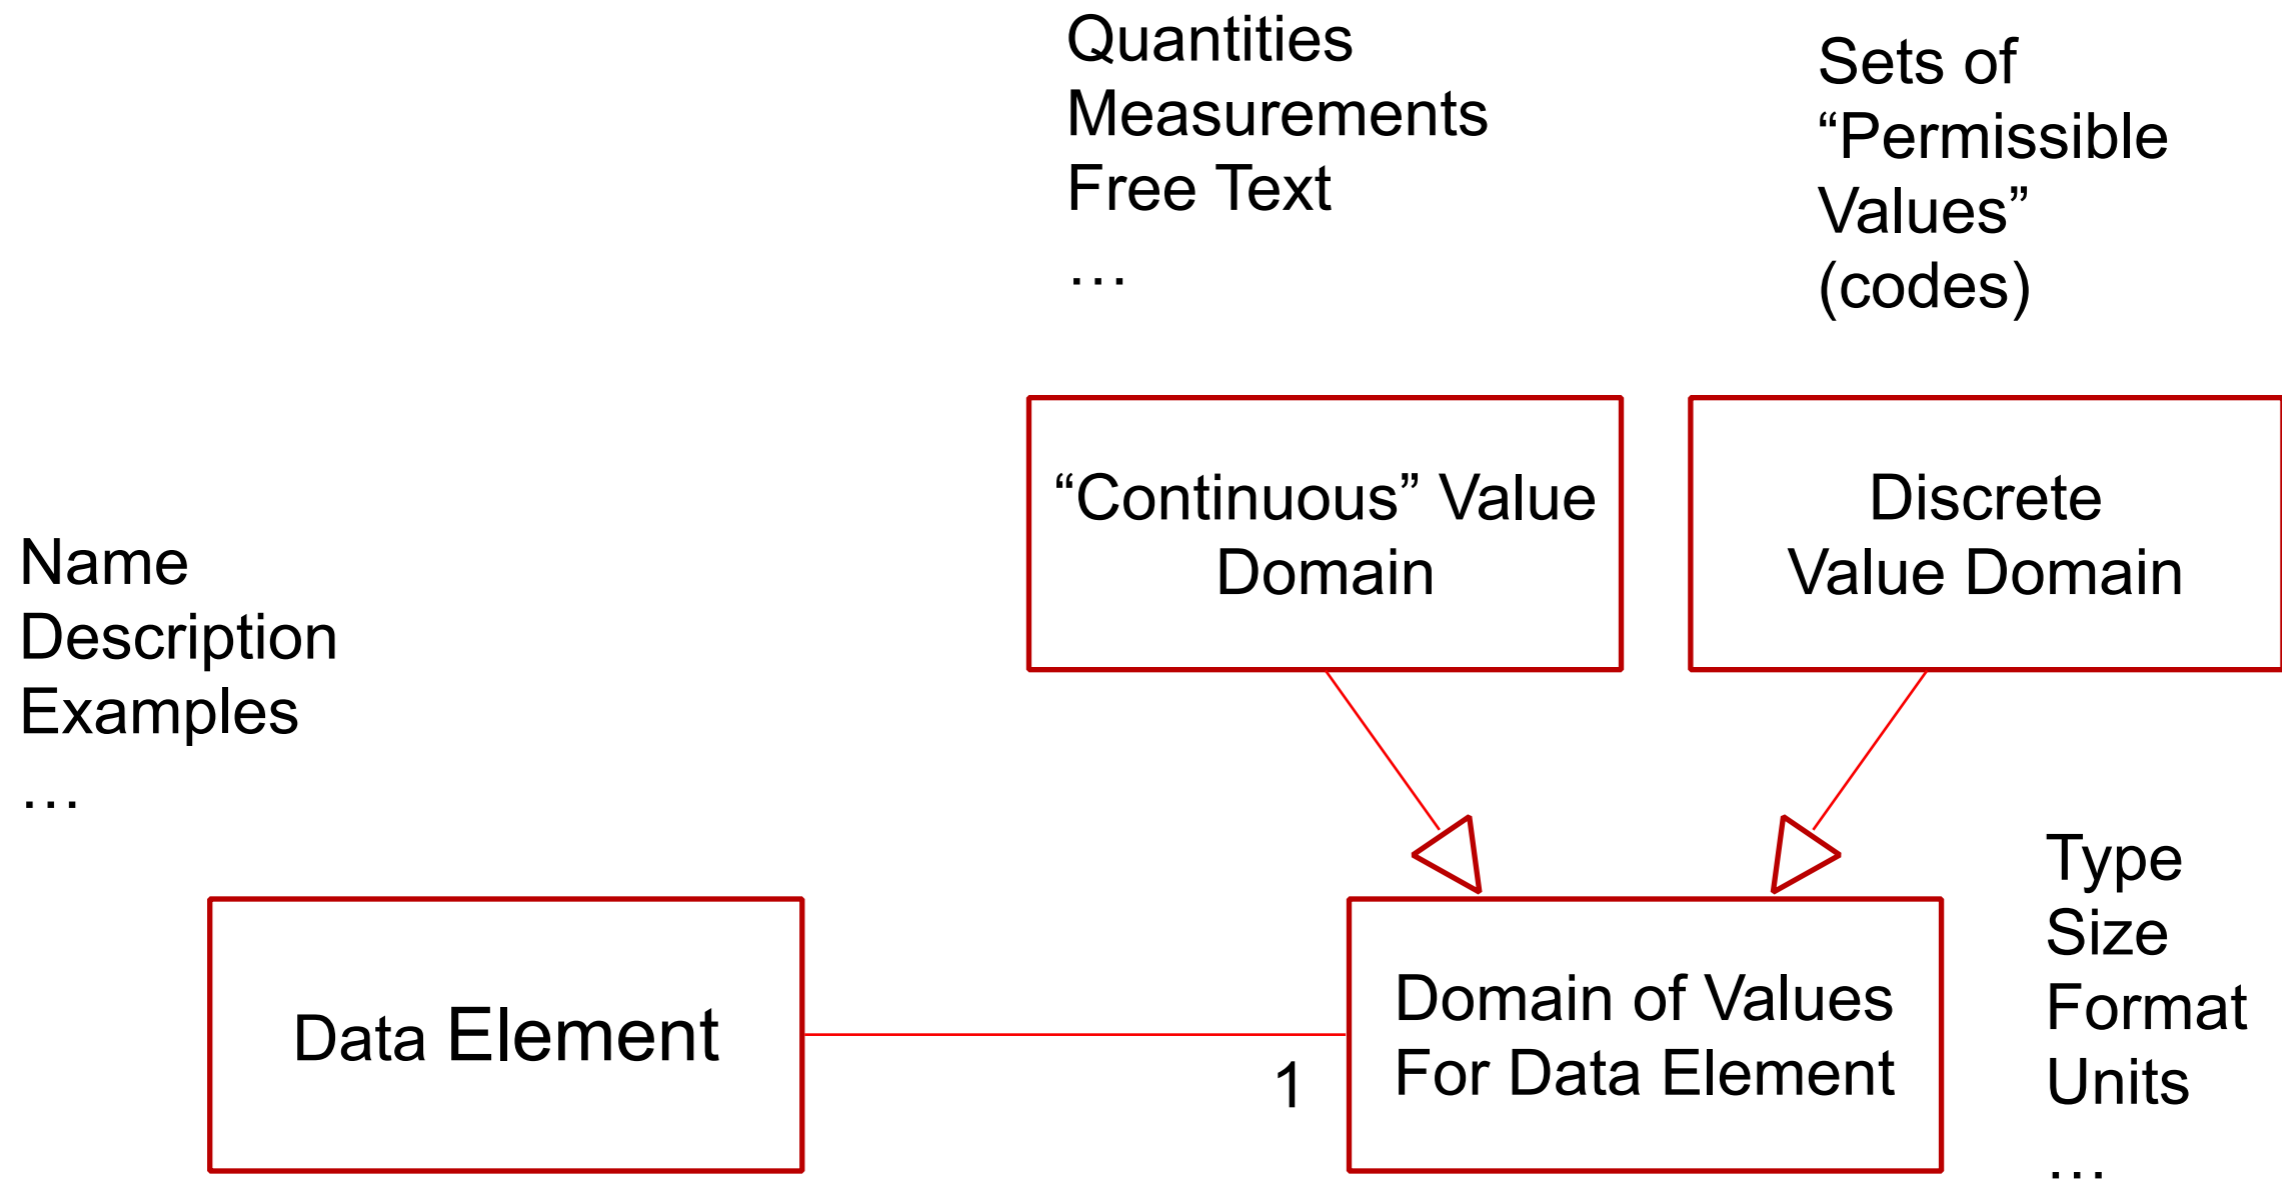 Quantities
Measurements
Free Text
…
Sets of
“Permissible
Values”
(codes)
“Continuous” Value
Domain
Discrete
Value Domain
Name
Description
Examples
…
Data Element
1
Domain of Values
For Data Element
Type
Size
Format
Units
…